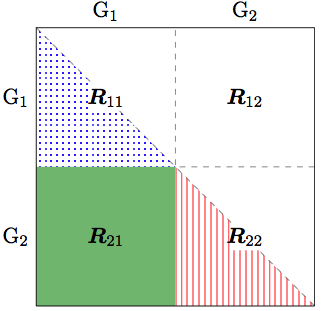 G₁ G₂
G₁ R₁₁ R₁₂
G₂ R₂₁ R₂₂